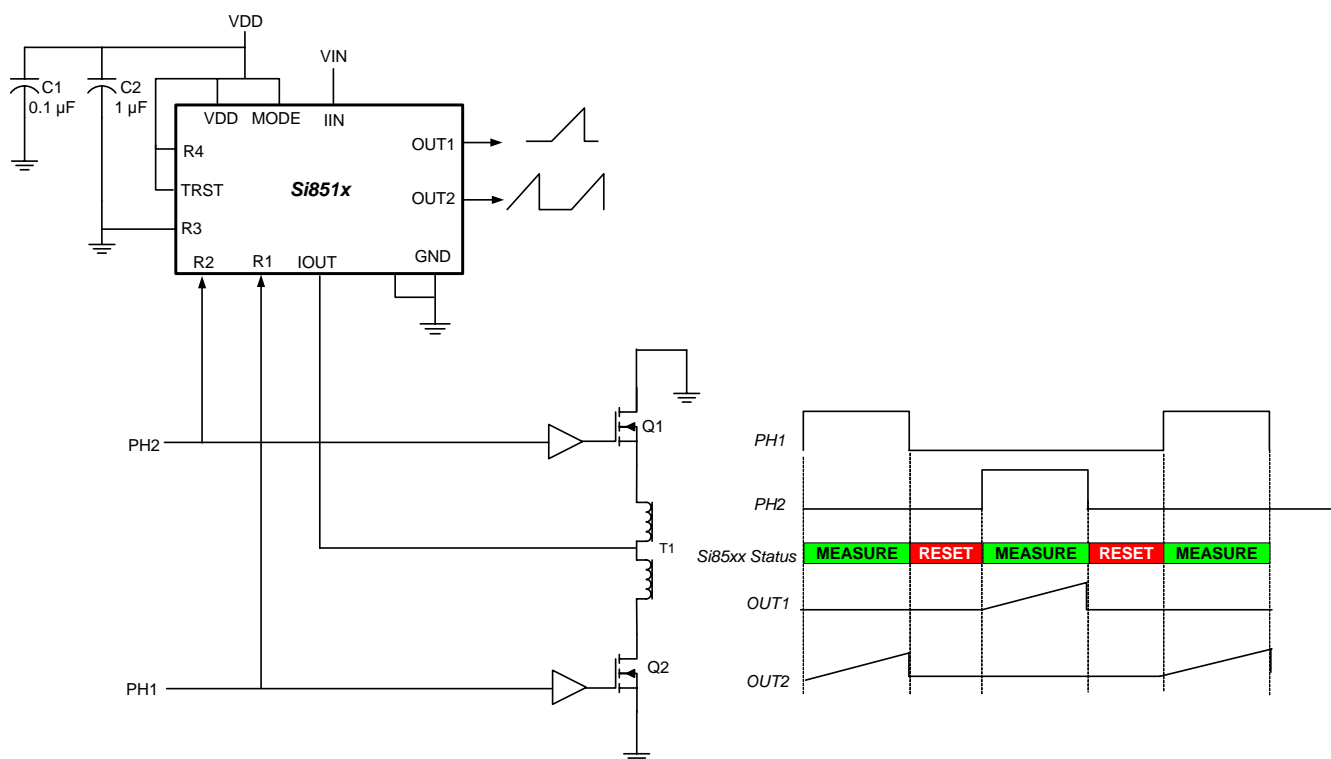 VDD
VIN
C1
0.1 µF
C2
1 µF
VDD MODE IIN
R4
TRST
R3
Si851x
OUT1
OUT2
R2 R1 IOUT GND
PH2
Q1
T1
PH1
Q2
PH1
PH2
Si85xx Status MEASURE RESET MEASURE RESET MEASURE
OUT1
OUT2